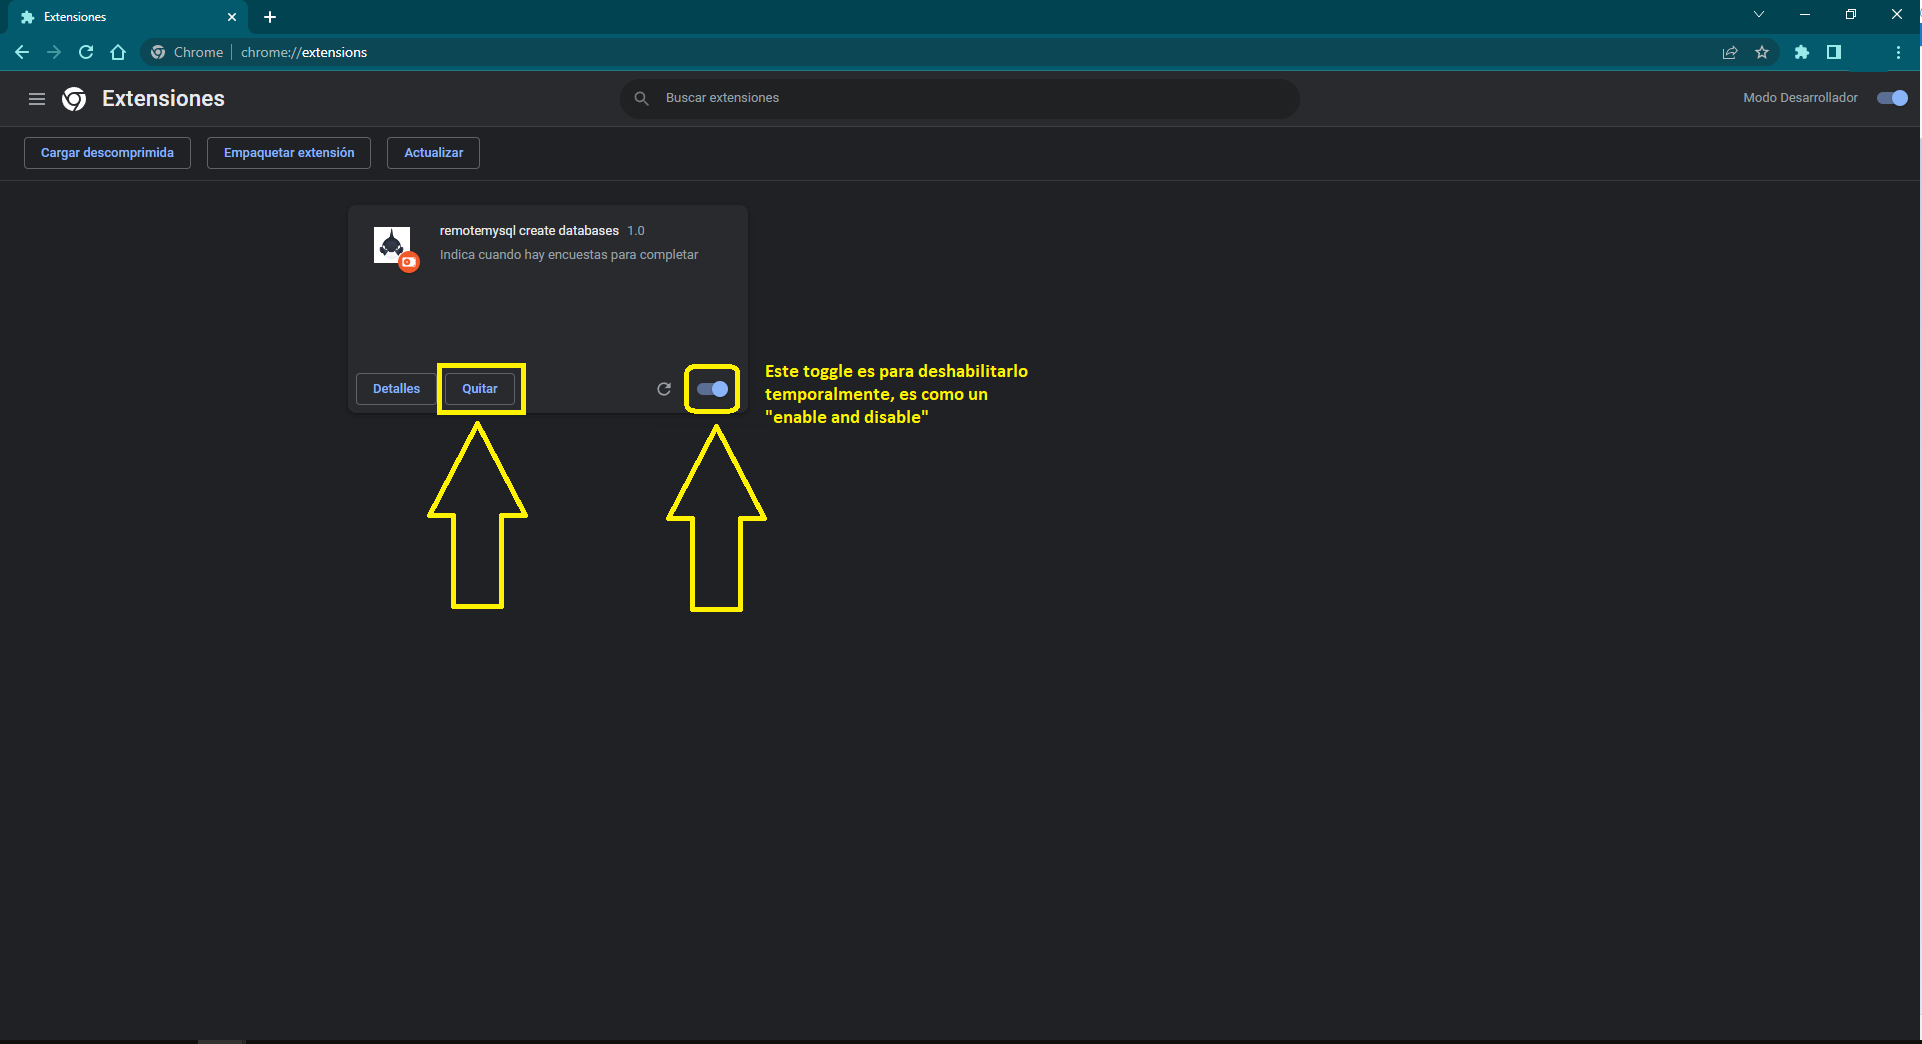 Extensiones
Chrome
chrome://extensions
Extensiones
Buscar extensiones
Modo Desarrollador
Cargar descomprimida
Empaquetar extensión
Actualizar
remotemysql create databases 1.0
Indica cuando hay encuestas para completar
Detalles
Quitar
Este toggle es para deshabilitarlo
temporalmente, es como un
"enable and disable"